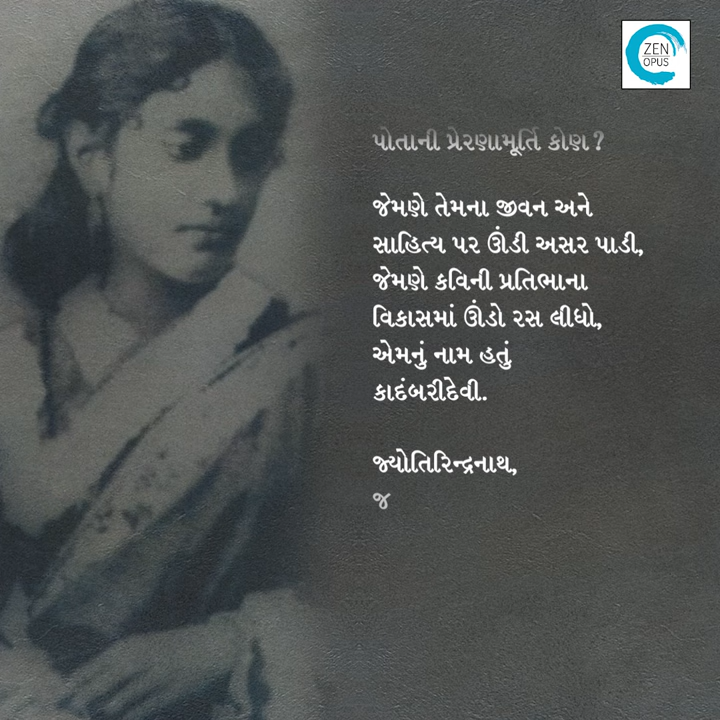 ZEN
OPUS
પોતાની પ્રેરણામૂર્તિ કોણ?
જેમણે તેમના જીવન અને
સાહિત્ય પર ઊંડી અસર પાડી,
જેમણે કવિની પ્રતિભાના
વિકાસમાં ઊંડો રસ લીધો,
એમનું નામ હતું
કાદંબરીદેવી.
જ્યોતિરિન્દ્રનાથ,
જ